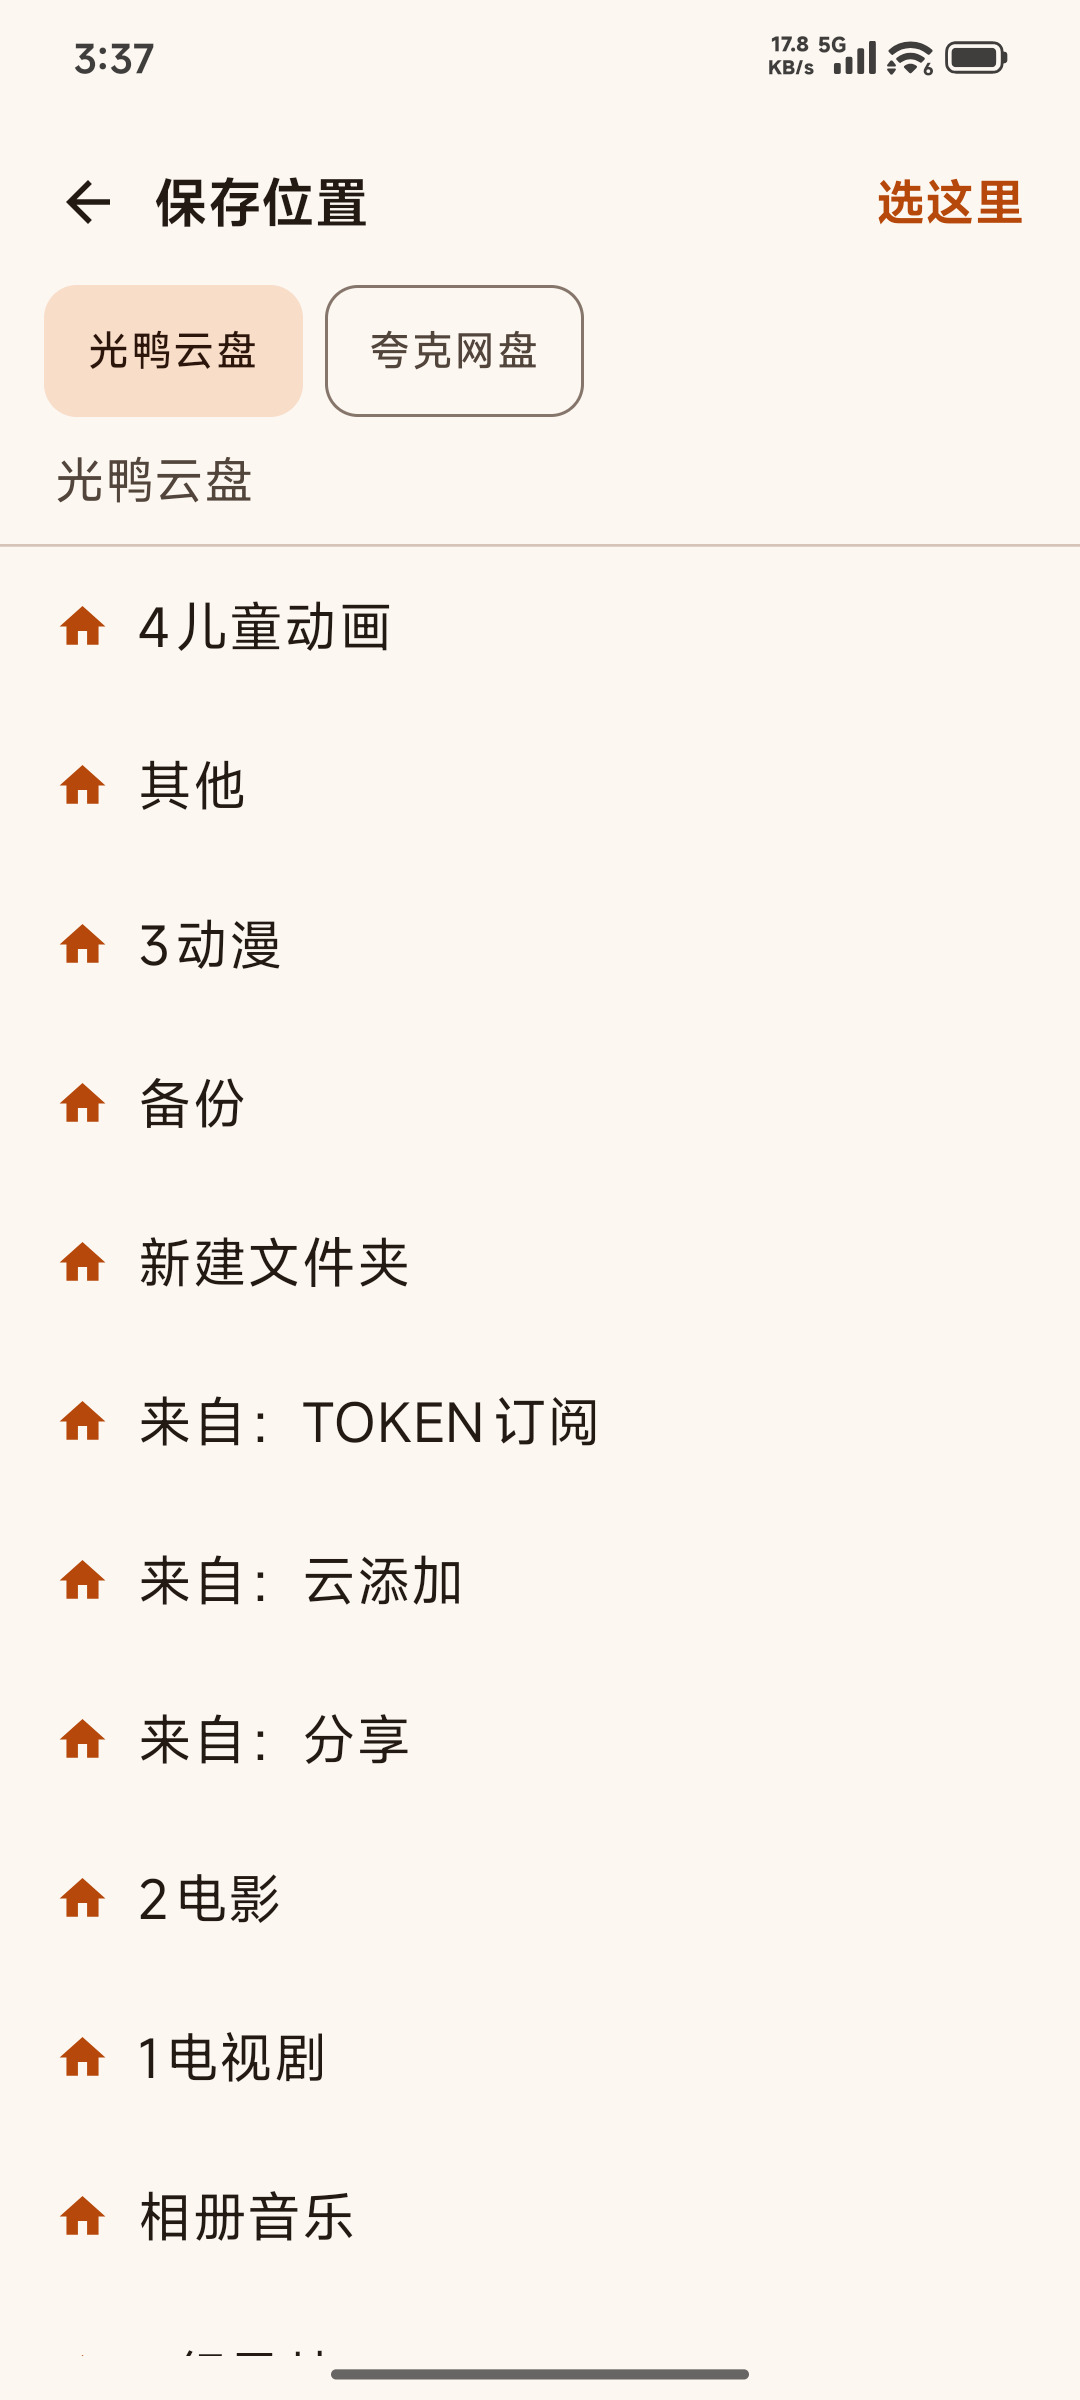 3:37
17.8 KB/s 5G 6
保存位置
选这里
光鸭云盘
夸克网盘
光鸭云盘
4儿童动画
其他
3动漫
备份
新建文件夹
来自：TOKEN订阅
来自：云添加
来自：分享
2电影
1电视剧
相册音乐